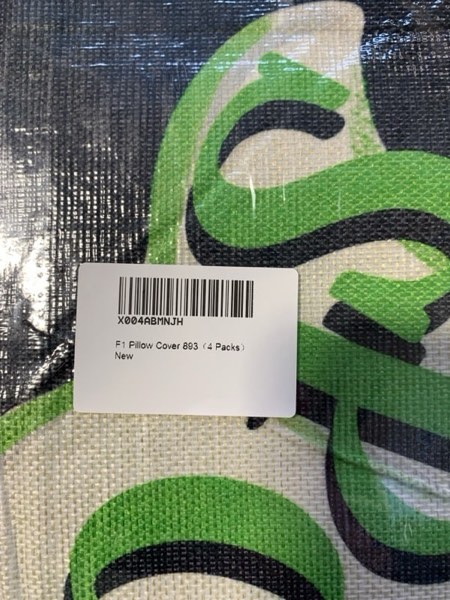 X004ABMNJH
F1 Pillow Cover 893（4 Packs）
New